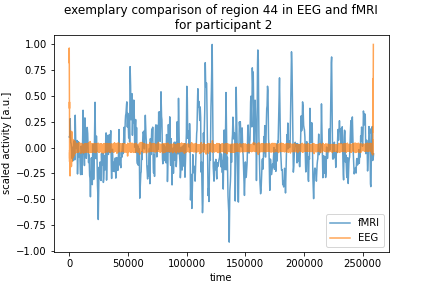 exemplary comparison of region 44 in EEG and fMRI
for participant 2
1.00
0.75
0.50
0.25
0.00
−0.25
−0.50
−0.75
−1.00
scaled activity [a.u.]
0
50000
100000
150000
200000
250000
time
fMRI
EEG